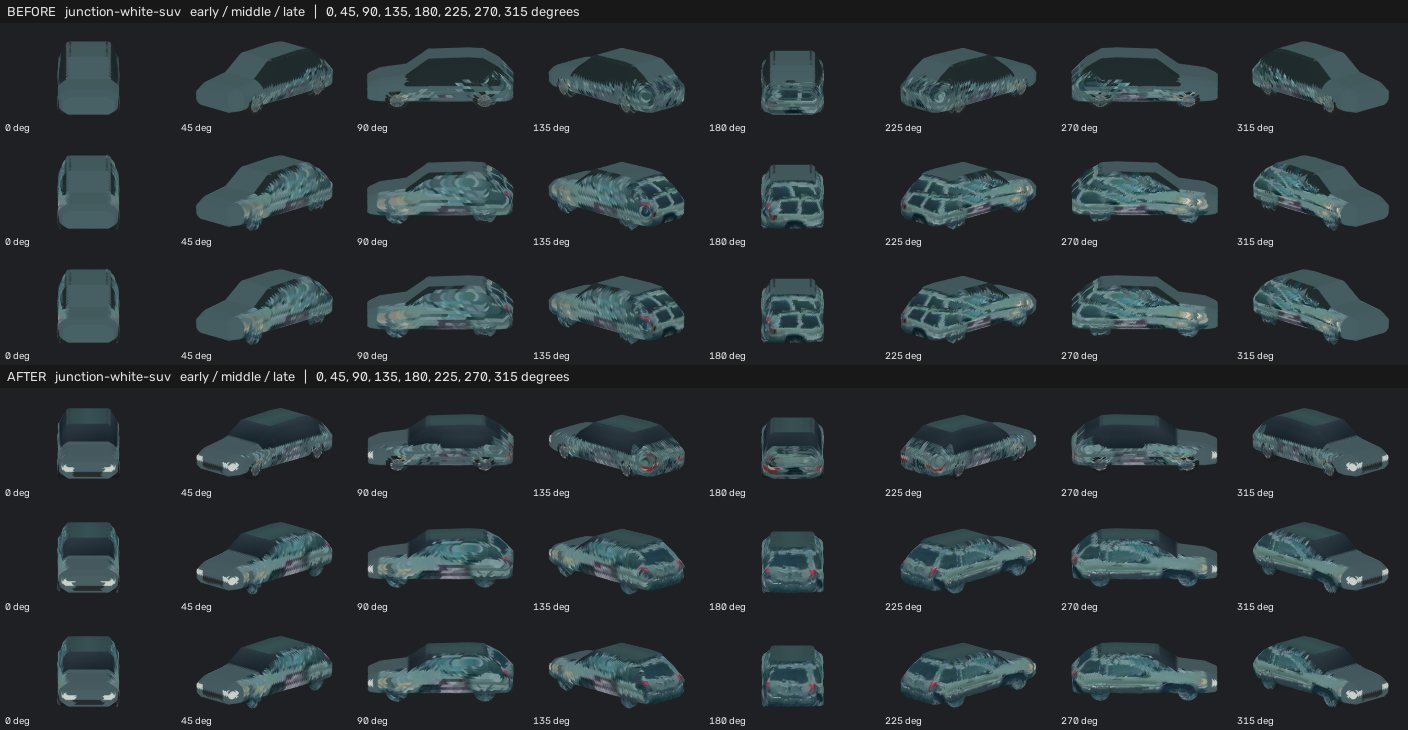 BEFORE junction-white-suv early / middle / late | 0, 45, 90, 135, 180, 225, 270, 315 degrees
0 deg 45 deg 90 deg 135 deg 180 deg 225 deg 270 deg 315 deg
0 deg 45 deg 90 deg 135 deg 180 deg 225 deg 270 deg 315 deg
0 deg 45 deg 90 deg 135 deg 180 deg 225 deg 270 deg 315 deg
AFTER junction-white-suv early / middle / late | 0, 45, 90, 135, 180, 225, 270, 315 degrees
0 deg 45 deg 90 deg 135 deg 180 deg 225 deg 270 deg 315 deg
0 deg 45 deg 90 deg 135 deg 180 deg 225 deg 270 deg 315 deg
0 deg 45 deg 90 deg 135 deg 180 deg 225 deg 270 deg 315 deg